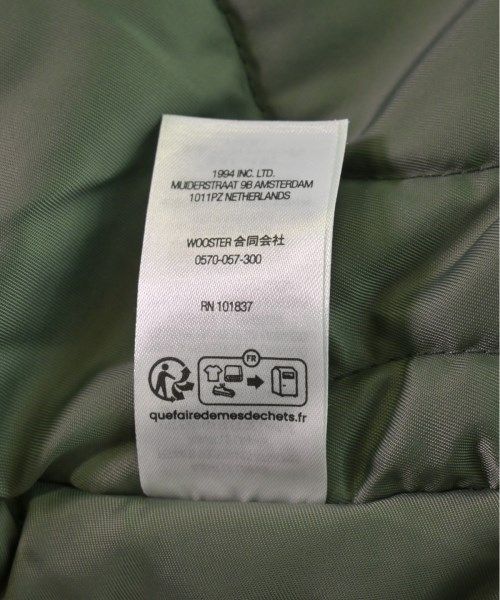 1994 INC. LTD.
MUIDERSTRAAT 9B AMSTERDAM
1011PZ NETHERLANDS
WOOSTER 合同会社
0570-057-300
RN 101837
FR
quefairedemesdechets.fr